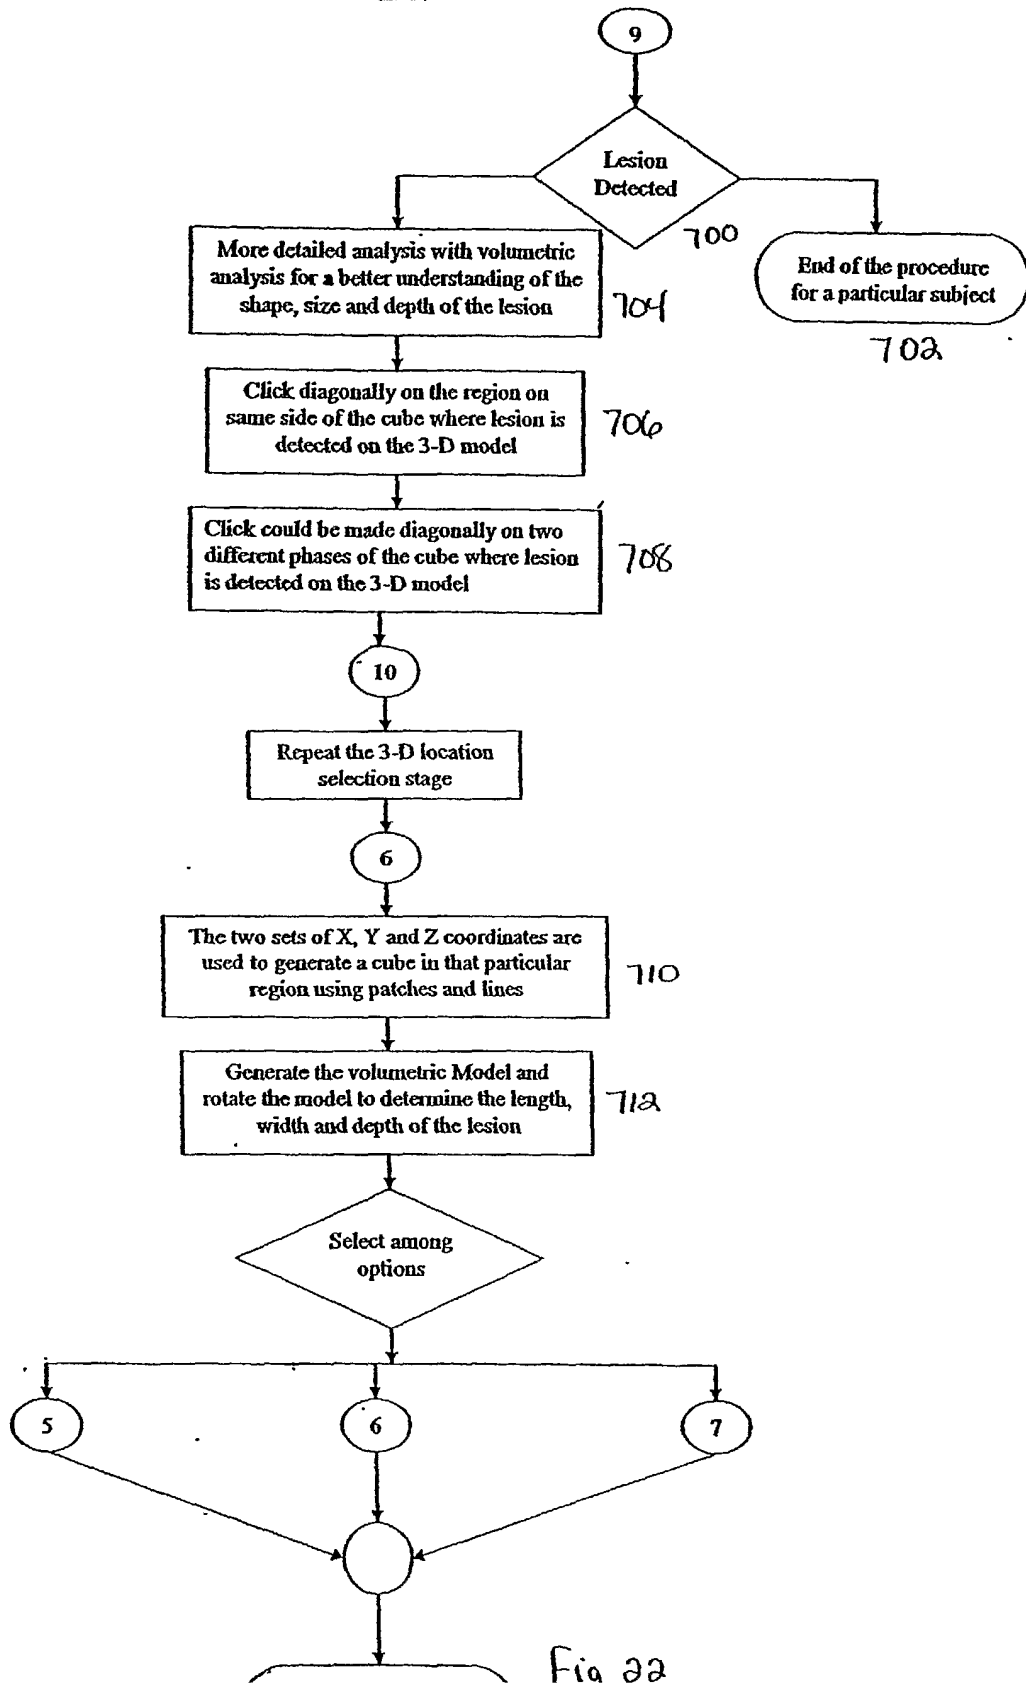 9
Lesion
Detected
700
More detailed analysis with volumetric
analysis for a better understanding of the
shape, size and depth of the lesion
704
End of the procedure
for a particular subject
702
Click diagonally on the region on
same side of the cube where lesion is
detected on the 3-D model
706
Click could be made diagonally on two
different phases of the cube where lesion
is detected on the 3-D model
708
10
Repeat the 3-D location
selection stage
6
The two sets of X, Y and Z coordinates are
used to generate a cube in that particular
region using patches and lines
710
Generate the volumetric Model and
rotate the model to determine the length,
width and depth of the lesion
712
Select among
options
5
6
7
Fig 22